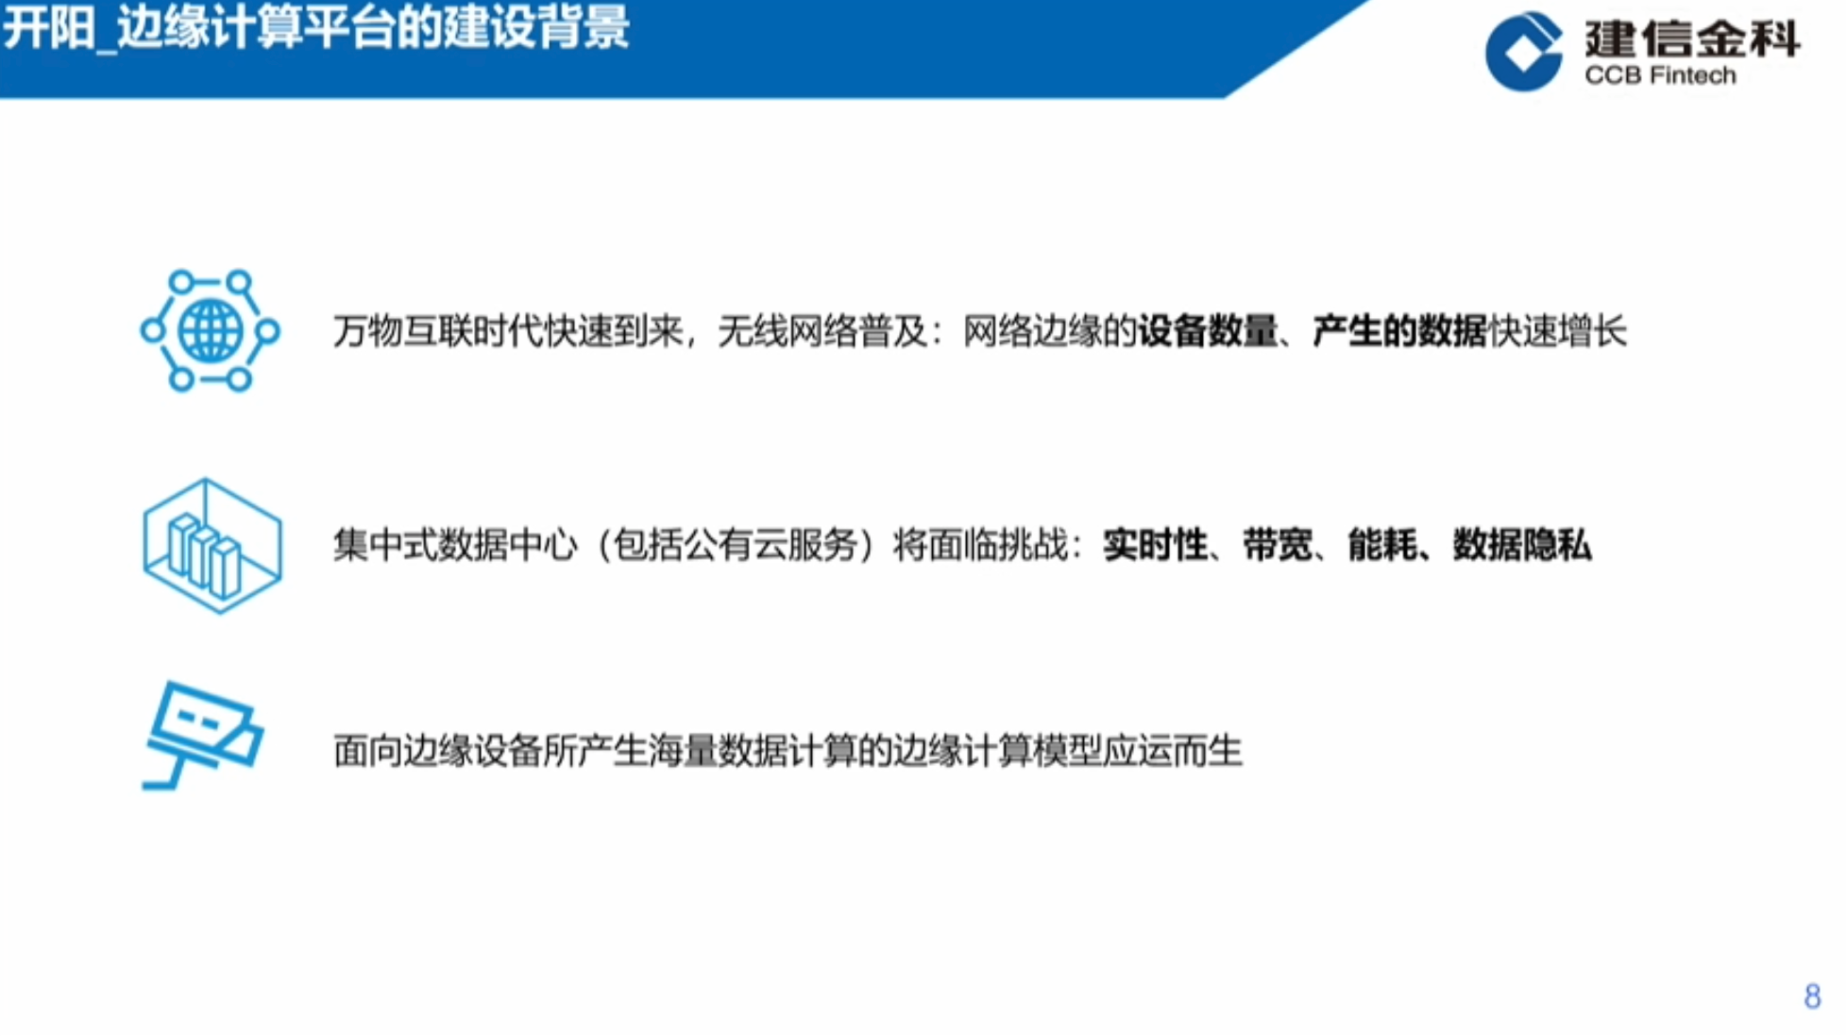 开阳_边缘计算平台的建设背景
建信金科
CCB Fintech
万物互联时代快速到来，无线网络普及：网络边缘的设备数量、产生的数据快速增长
集中式数据中心（包括公有云服务）将面临挑战：实时性、带宽、能耗、数据隐私
面向边缘设备所产生海量数据计算的边缘计算模型应运而生
8